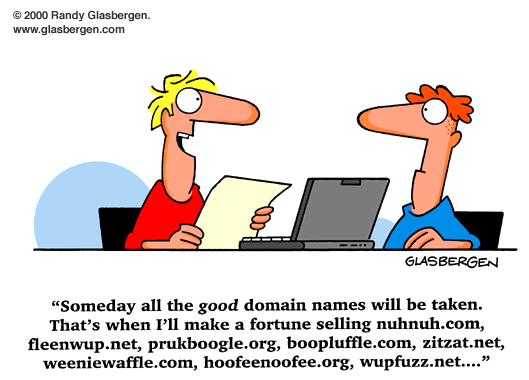 © 2000 Randy Glasbergen.
www.glasbergen.com
GLASBERGEN
“Someday all the good domain names will be taken.
That’s when I’ll make a fortune selling nuhnuh.com,
fleenwup.net, prukboogle.org, boopluffle.com, zitzat.net,
weeniewaffle.com, hoofeenoofee.org, wupfuzz.net....”